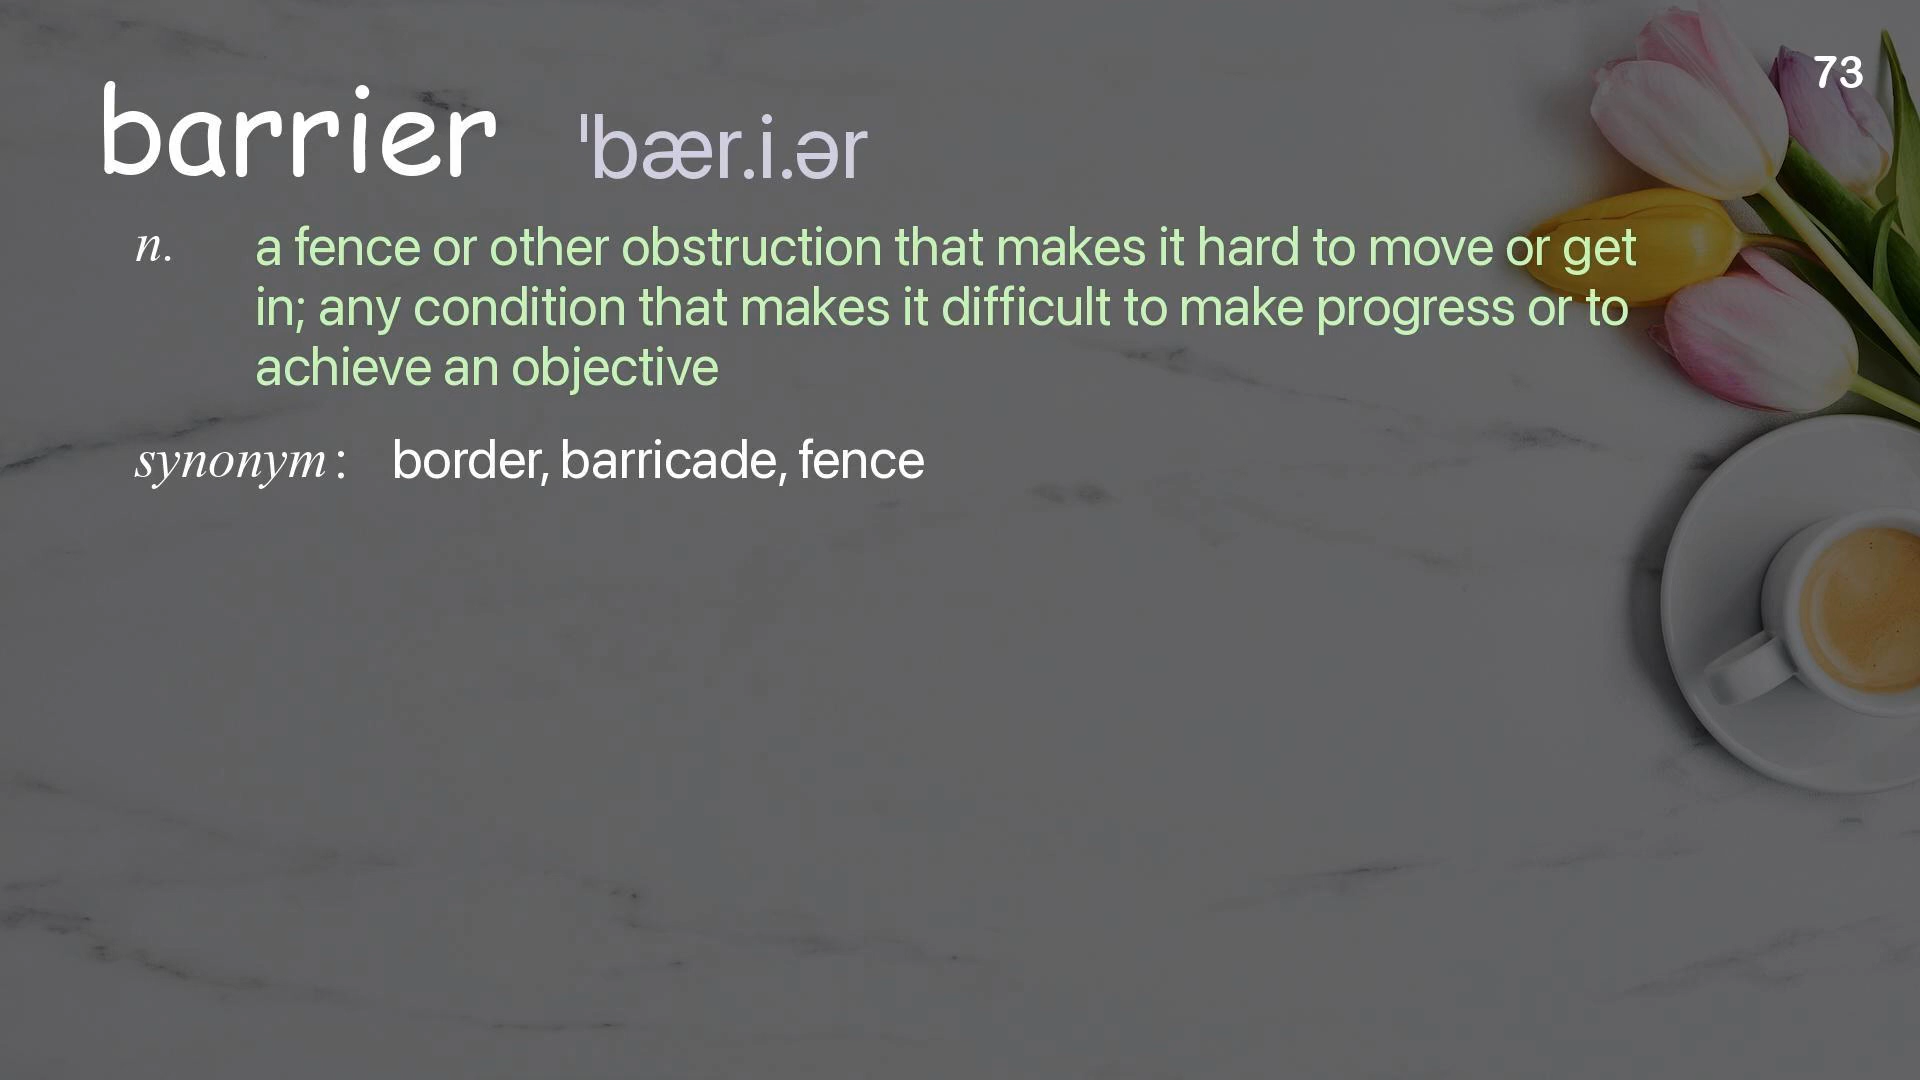 73
barrier ˈbær.i.ər
n. a fence or other obstruction that makes it hard to move or get
in; any condition that makes it difficult to make progress or to
achieve an objective
synonym: border, barricade, fence